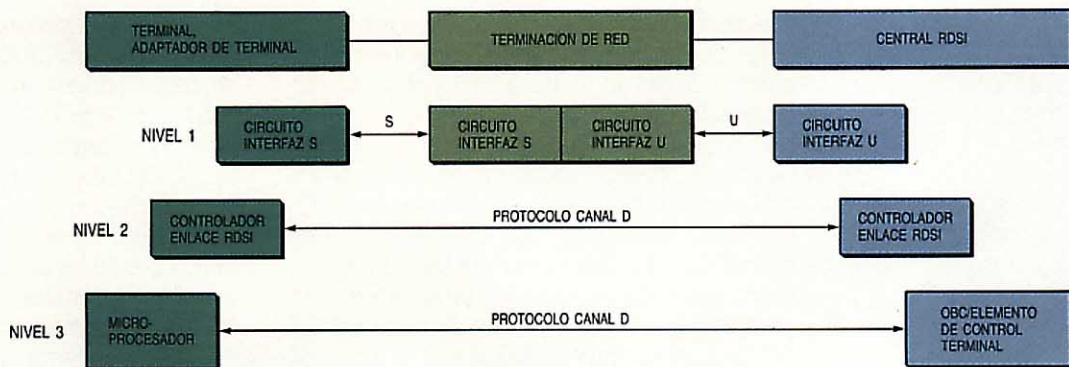 TERMINAL,
ADAPTADOR DE TERMINAL
TERMINACION DE RED
CENTRAL RDSI
NIVEL 1
CIRCUITO
INTERFAZ S
S
CIRCUITO
INTERFAZ S
CIRCUITO
INTERFAZ U
U
CIRCUITO
INTERFAZ U
NIVEL 2
CONTROLADOR
ENLACE RDSI
PROTOCOLO CANAL D
CONTROLADOR
ENLACE RDSI
NIVEL 3
MICRO-
PROCESADOR
PROTOCOLO CANAL D
OBC/ELEMENTO
DE CONTROL
TERMINAL